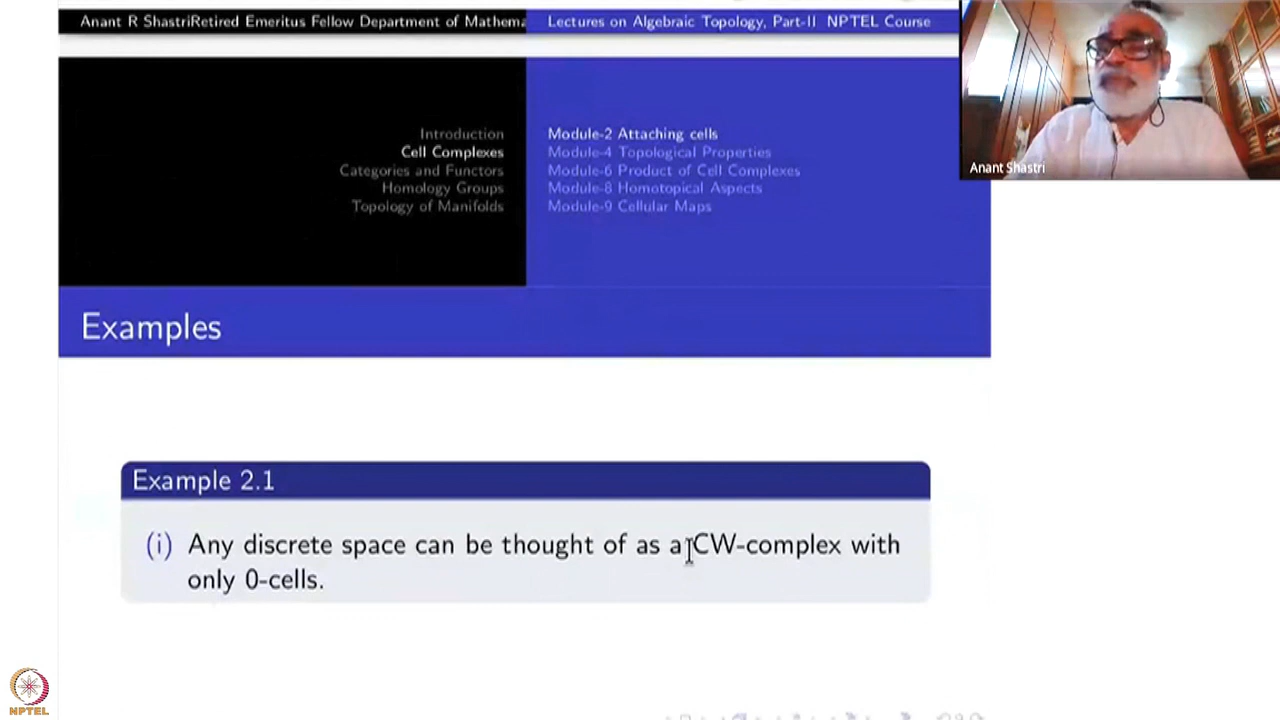 Anant R ShastriRetired Emeritus Fellow Department of Mathema
Lectures on Algebraic Topology, Part-II NPTEL Course
Introduction
Cell Complexes
Categories and Functors
Homology Groups
Topology of Manifolds
Module-2 Attaching cells
Module-4 Topological Properties
Module-6 Product of Cell Complexes
Module-8 Homotopical Aspects
Module-9 Cellular Maps
Anant Shastri
Examples
Example 2.1
(i) Any discrete space can be thought of as a CW-complex with
only 0-cells.
NPTEL